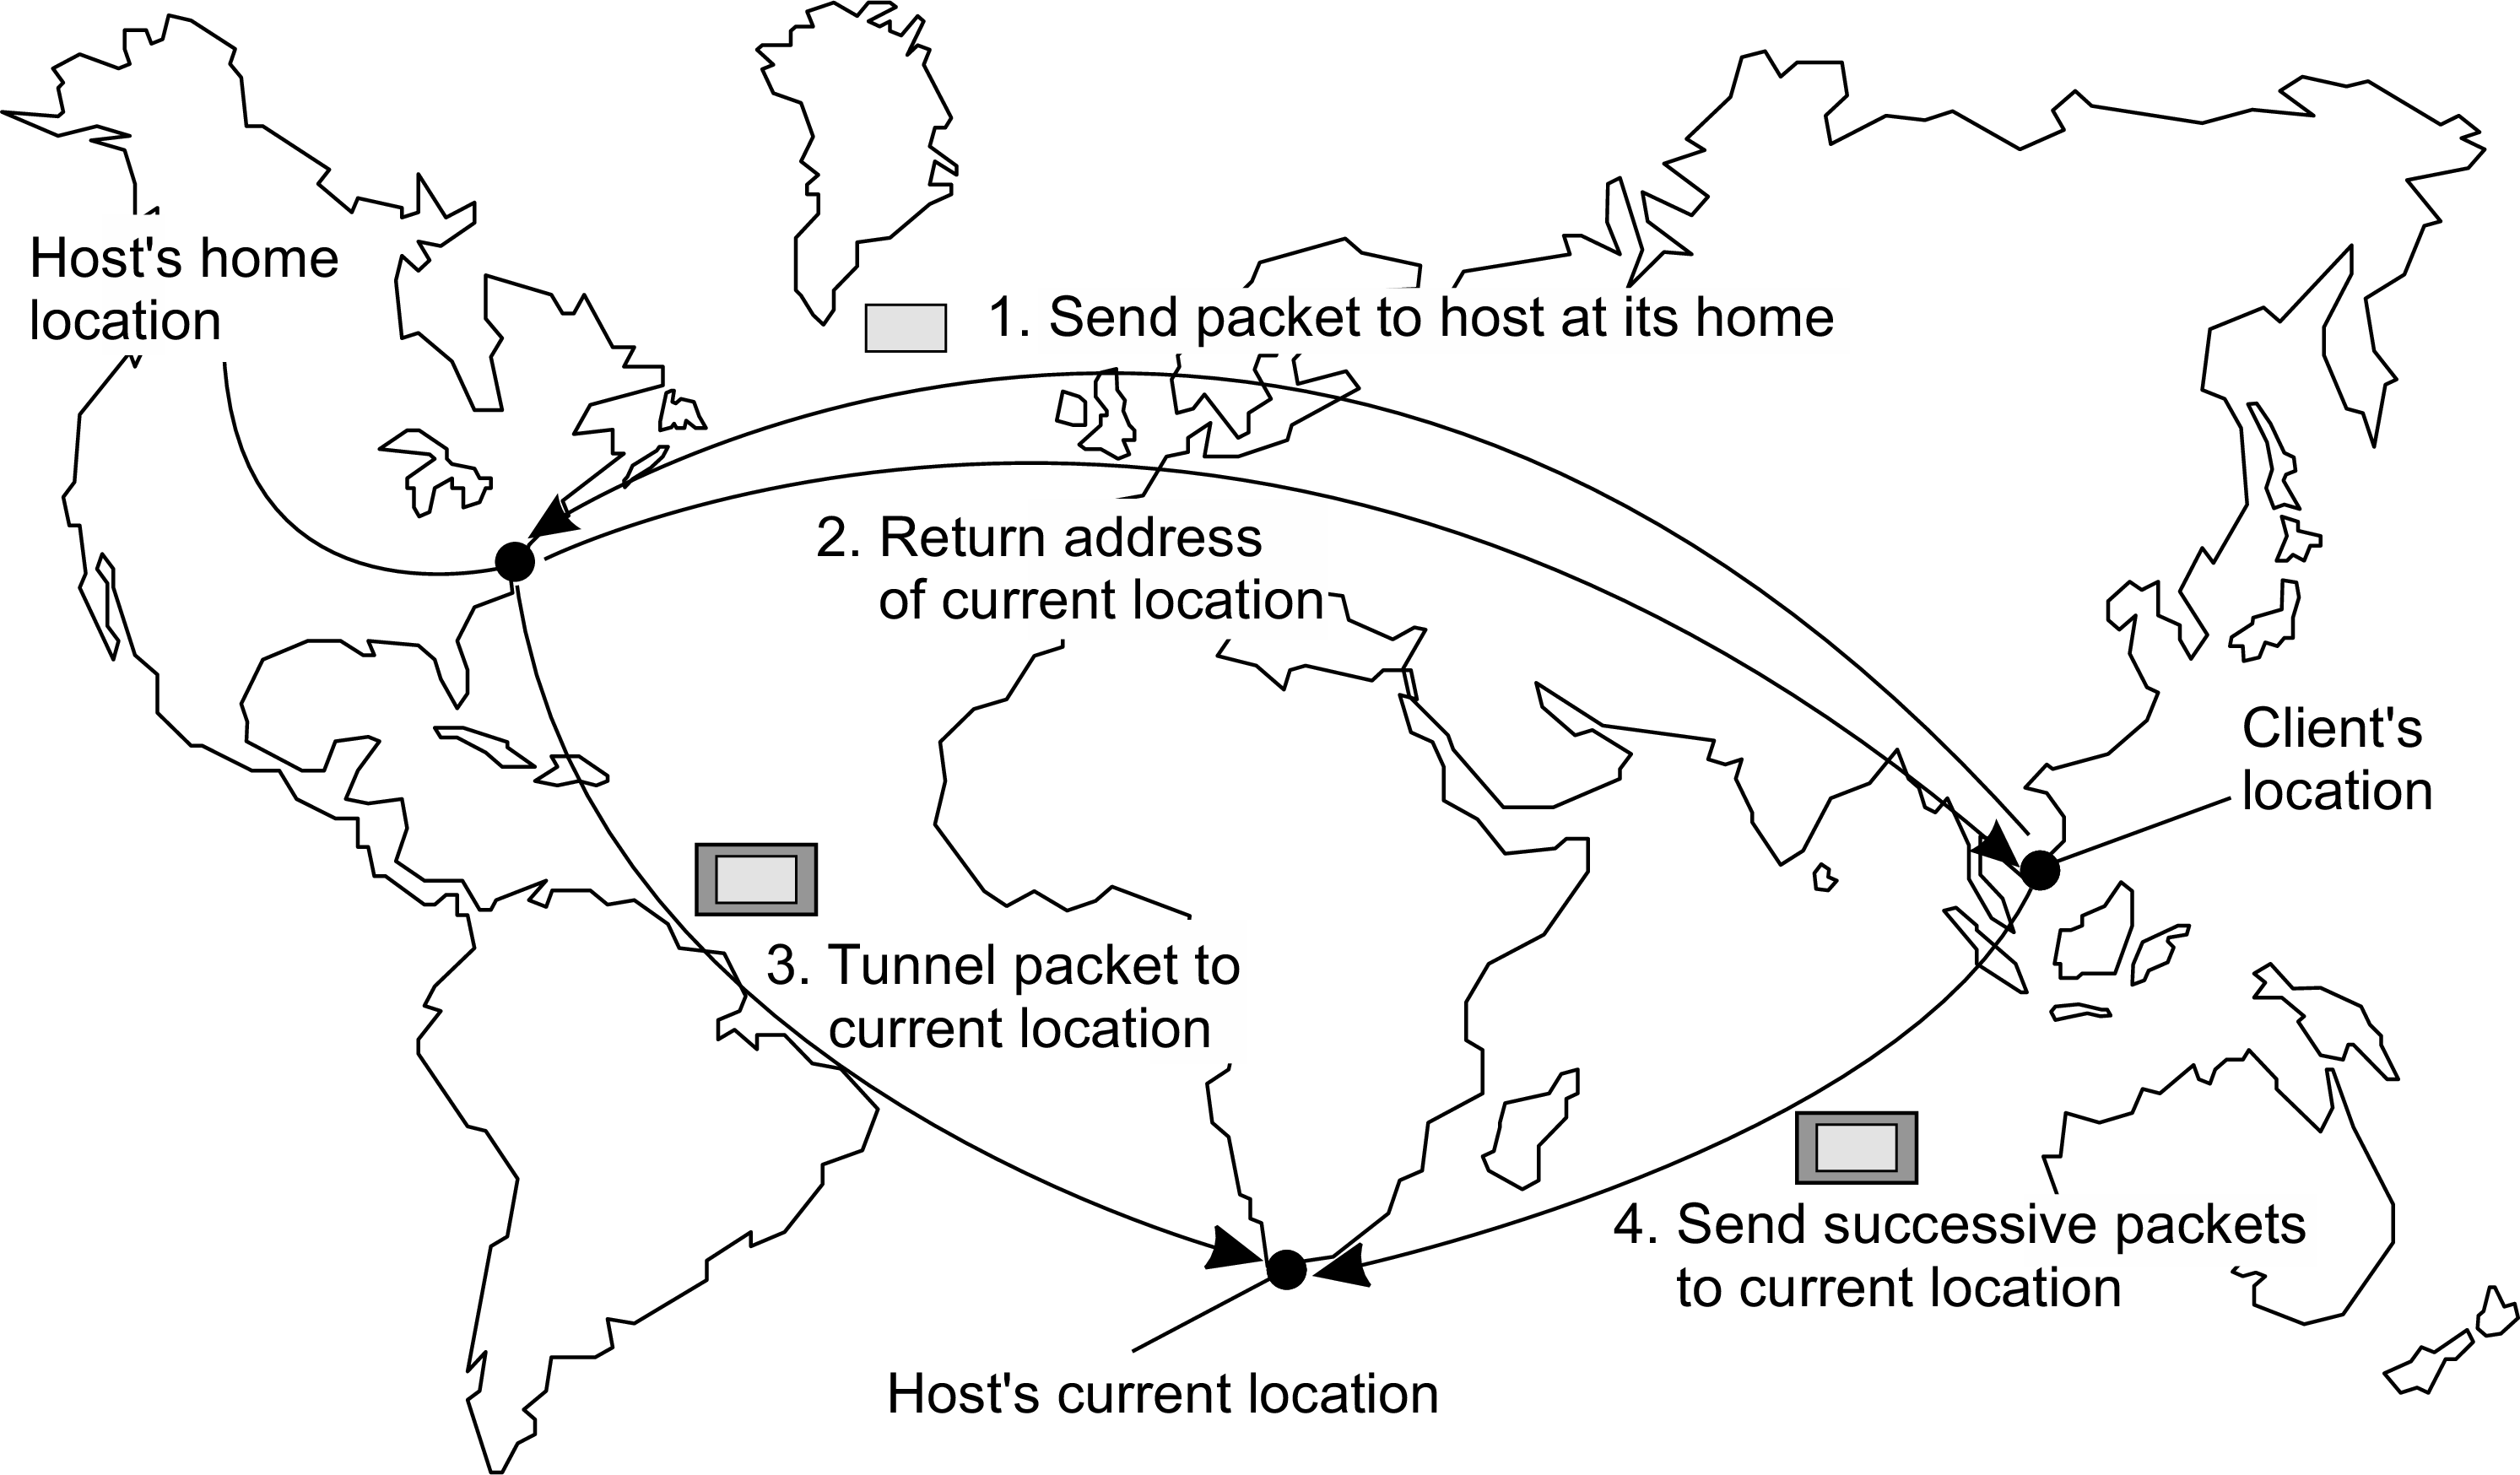 Host's home
location
1. Send packet to host at its home
2. Return address
of current location
Client's
location
3. Tunnel packet to
current location
4. Send successive packets
to current location
Host's current location